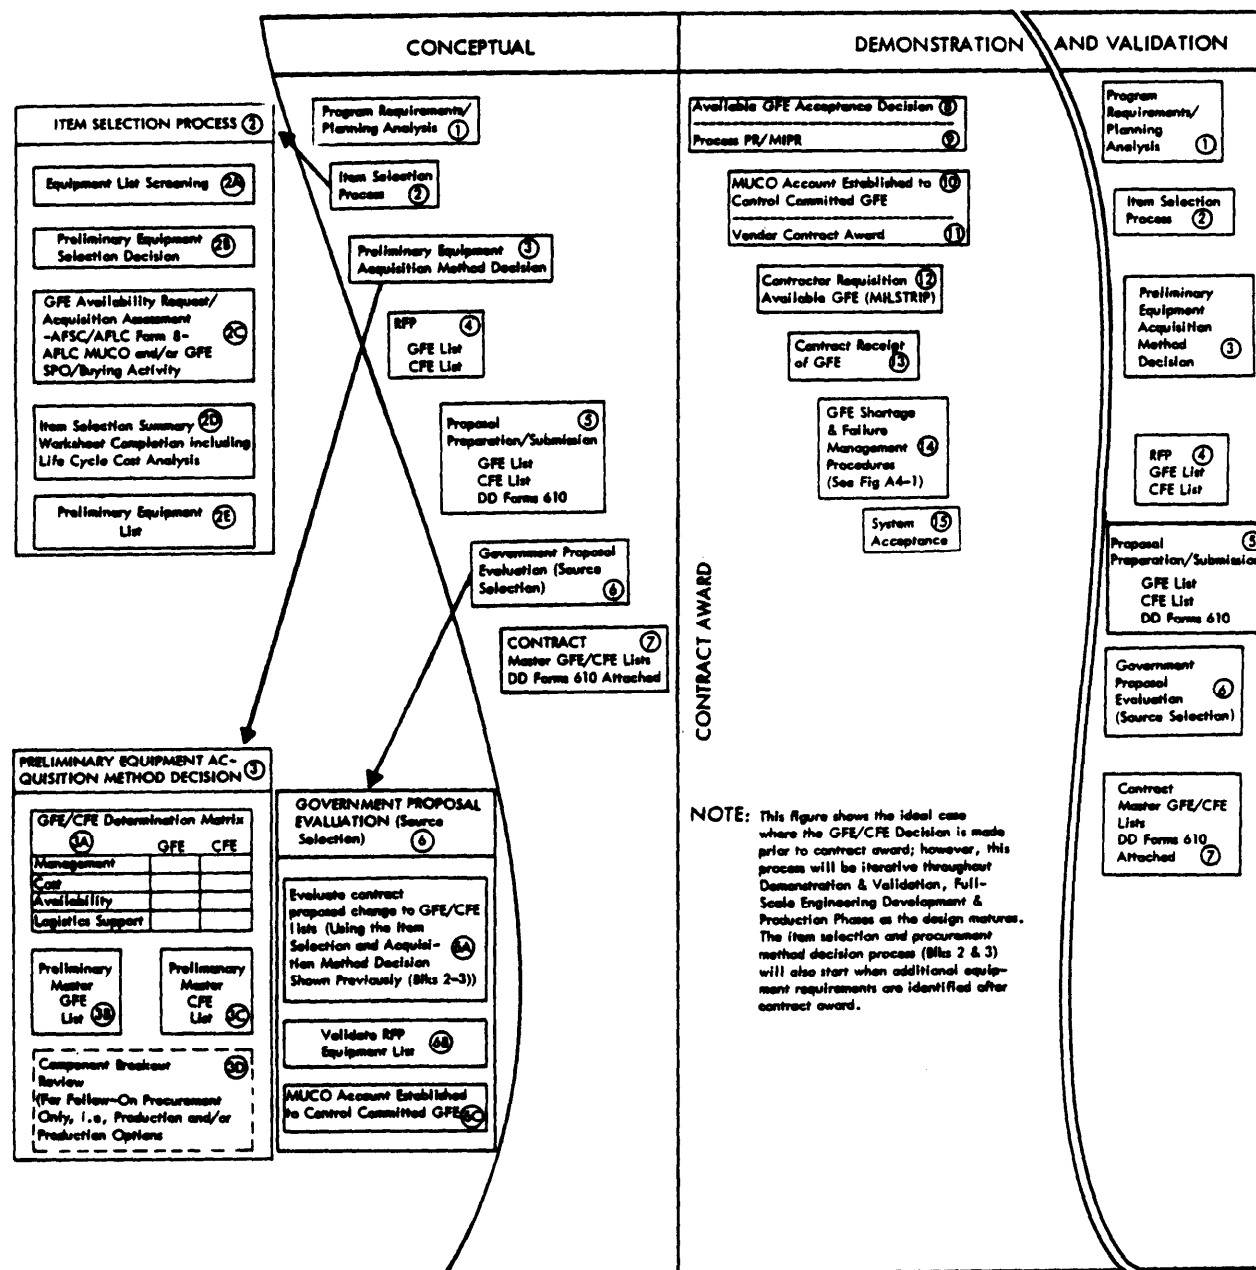 CONCEPTUAL
DEMONSTRATION AND VALIDATION
ITEM SELECTION PROCESS 2
Equipment List Screening 2A
Preliminary Equipment
Selection Decision 2B
GFE Availability Request/
Acquisition Assessment
-AFSC/AFLC Form 8-
AFLC MUCO and/or GFE
SPO/Buying Activity
2C
Item Selection Summary 2D
Worksheet Completion including
Life Cycle Cost Analysis
Preliminary Equipment
List 2E
Program Requirements/
Planning Analysis 1
Item Selection
Process 2
Preliminary Equipment 3
Acquisition Method Decision
RFP 4
GFE List
CFE List
Proposal 5
Preparation/Submission
GFE List
CFE List
DD Forms 610
Government Proposal
Evaluation (Source
Selection) 6
CONTRACT 7
Master GFE/CFE Lists
DD Forms 610 Attached
PRELIMINARY EQUIPMENT AC-
QUISITION METHOD DECISION 3
GFE/CFE Determination Matrix
3A GFE CFE
Management
Cost
Availability
Logistics Support
Preliminary
Master
GFE
List 3B
Prelimenary
Master
CFE
List 3C
Component Breakout 3D
Review
(For Follow-On Procurement
Only, i.e, Production and/or
Production Options
GOVERNMENT PROPOSAL
EVALUATION (Source
Selection) 6
Evaluate contract
proposed change to GFE/CFE
lists (Using the Item
Selection and Acquisi-
tion Method Decision
Shown Previously (Blks 2-3))
6A
Validate RFP
Equipment List 6B
MUCO Account Established
to Control Committed GFE 6C
CONTRACT AWARD
Available GFE Acceptance Decision 8
Process PR/MIPR 9
MUCO Account Established to 10
Control Committed GFE
Vendor Contract Award 11
Contractor Requisition 12
Available GFE (MILSTRIP)
Contract Receipt
of GFE 13
GFE Shortage
& Failure
Management 14
Procedures
(See Fig A4-1)
System 15
Acceptance
NOTE: This figure shows the ideal case
where the GFE/CFE Decision is made
prior to contract award; however, this
process will be iterative throughout
Demonstration & Validation, Full-
Scale Engineering Development &
Production Phases as the design matures.
The item selection and procurement
method decision process (Blks 2 & 3)
will also start when additional equip-
ment requirements are identified after
contract award.
Program
Requirements/
Planning
Analysis 1
Item Selection
Process 2
Preliminary
Equipment
Acquisition
Method 3
Decision
RFP 4
GFE List
CFE List
Proposal 5
Preparation/Submission
GFE List
CFE List
DD Forms 610
Government
Proposal
Evaluation 6
(Source Selection)
Contract
Master GFE/CFE
Lists
DD Forms 610
Attached 7